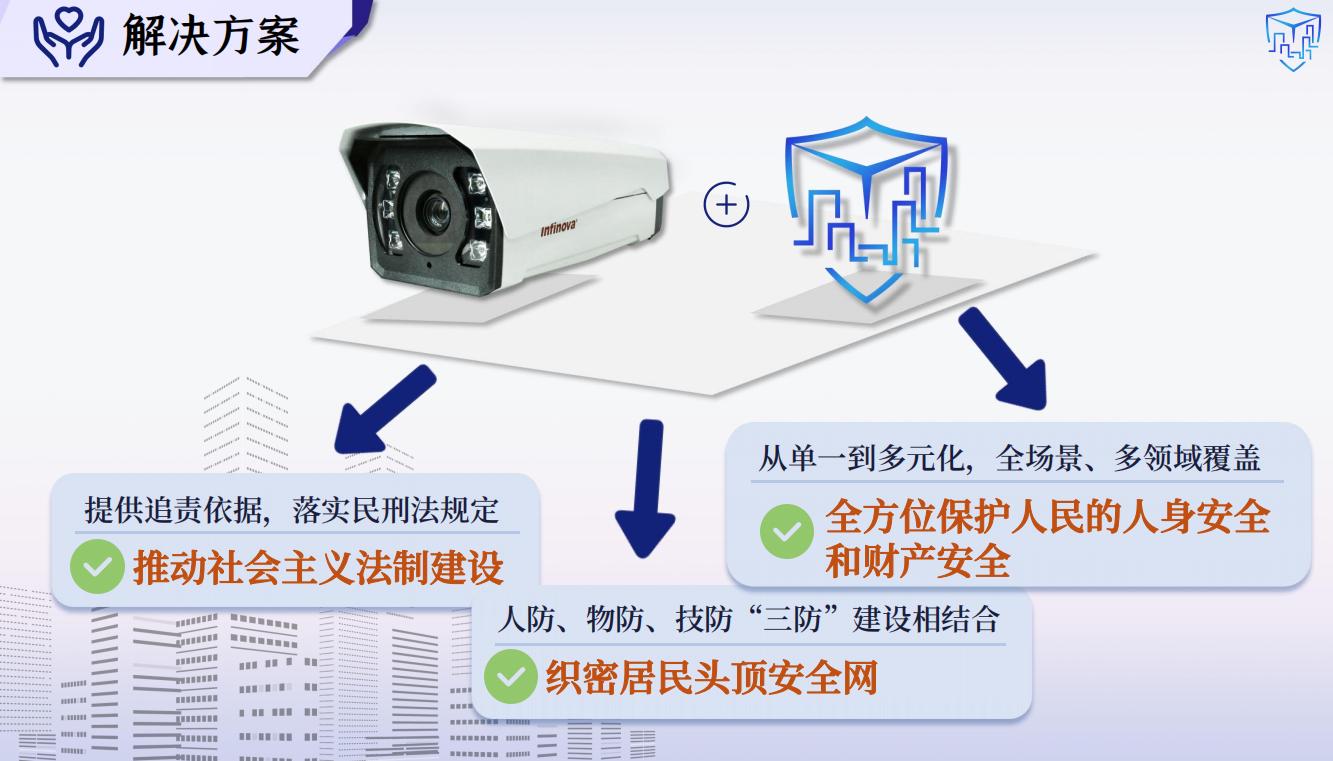 解决方案
Infinova
从单一到多元化，全场景、多领域覆盖
全方位保护人民的人身安全
和财产安全
提供追责依据，落实民刑法规定
推动社会主义法制建设
人防、物防、技防“三防”建设相结合
织密居民头顶安全网